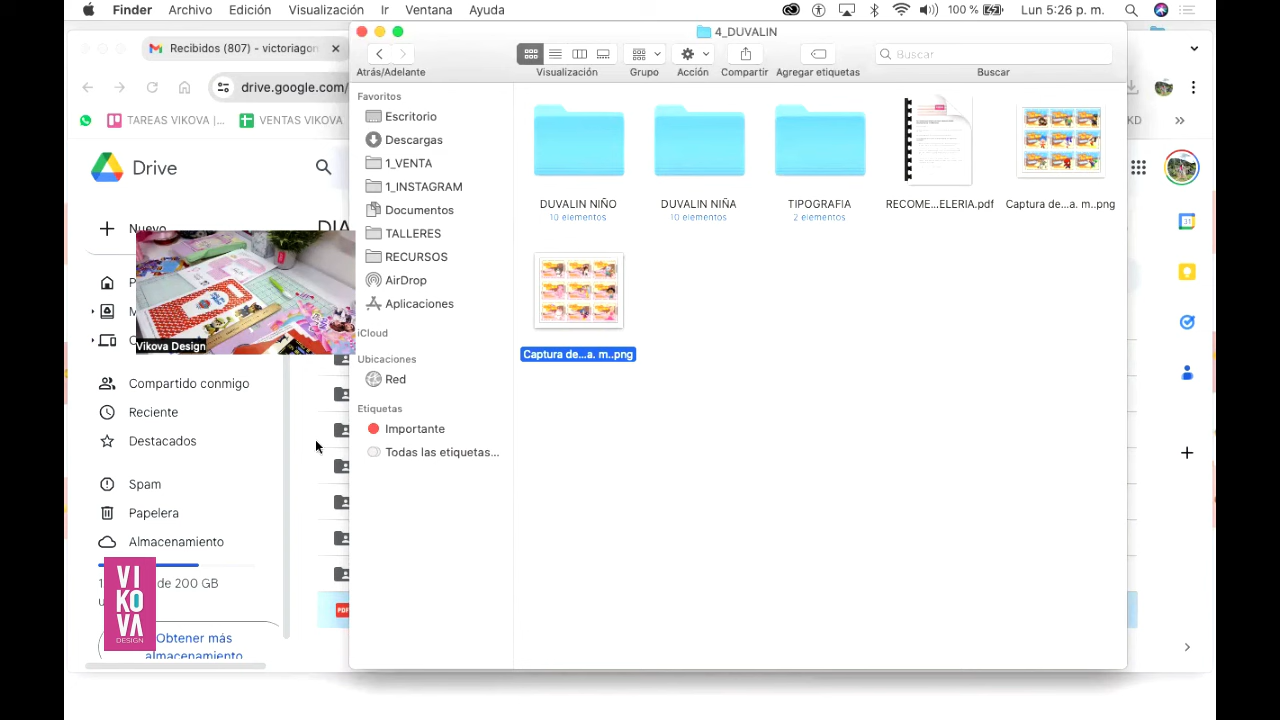 Finder Archivo Edición Visualización Ir Ventana Ayuda
100 % Lun 5:26 p. m.
Recibidos (807) - victoriagon
drive.google.com/
TAREAS VIKOVA |... VENTAS VIKOVA
KD
Drive
Nuevo
Compartido conmigo
Reciente
Destacados
Spam
Papelera
Almacenamiento
de 200 GB
Obtener más
almacenamiento
Vikova Design
VI
KO
VA
DESIGN
PDF
31
4_DUVALIN
Buscar
Atrás/Adelante Visualización Grupo Acción Compartir Agregar etiquetas Buscar
Favoritos
Escritorio
Descargas
1_VENTA
1_INSTAGRAM
Documentos
TALLERES
RECURSOS
AirDrop
Aplicaciones
iCloud
Ubicaciones
Red
Etiquetas
Importante
Todas las etiquetas...
DUVALIN NIÑO
10 elementos
DUVALIN NIÑA
10 elementos
TIPOGRAFIA
2 elementos
RECOME...ELERIA.pdf
Captura de...a. m..png
Captura de...a. m..png